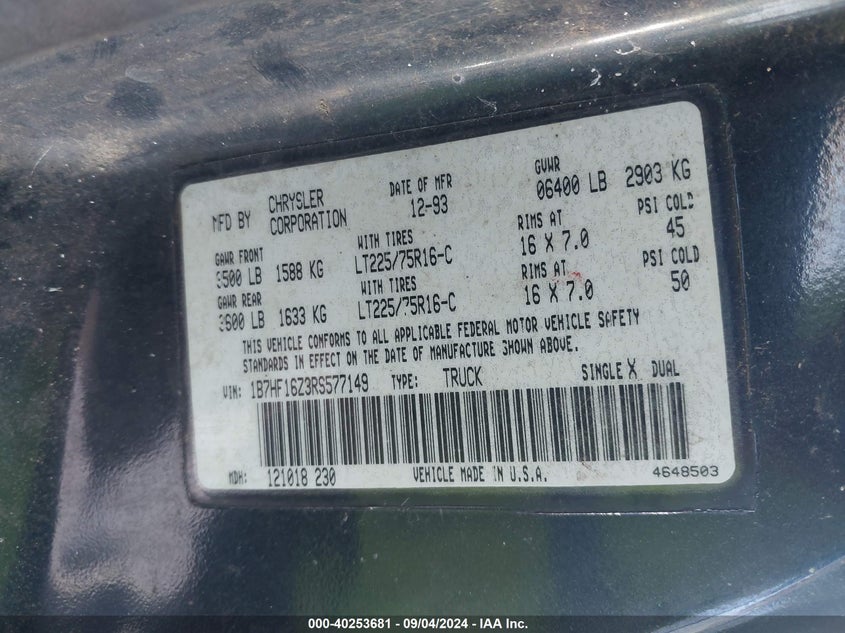 MFD BY CHRYSLER CORPORATION DATE OF MFR 12-93 GVWR 06400 LB 2903 KG
GAWR FRONT WITH TIRES RIMS AT PSI COLD
3500 LB 1588 KG LT225/75R16-C 16 X 7.0 45
GAWR REAR WITH TIRES RIMS AT PSI COLD
3600 LB 1633 KG LT225/75R16-C 16 X 7.0 50
THIS VEHICLE CONFORMS TO ALL APPLICABLE FEDERAL MOTOR VEHICLE SAFETY
STANDARDS IN EFFECT ON THE DATE OF MANUFACTURE SHOWN ABOVE.
VIN: 1B7HF16Z3RS577149 TYPE: TRUCK SINGLE X DUAL
MDH: 121018 230 VEHICLE MADE IN U.S.A. 4648503
000-40253681 - 09/04/2024 - IAA Inc.